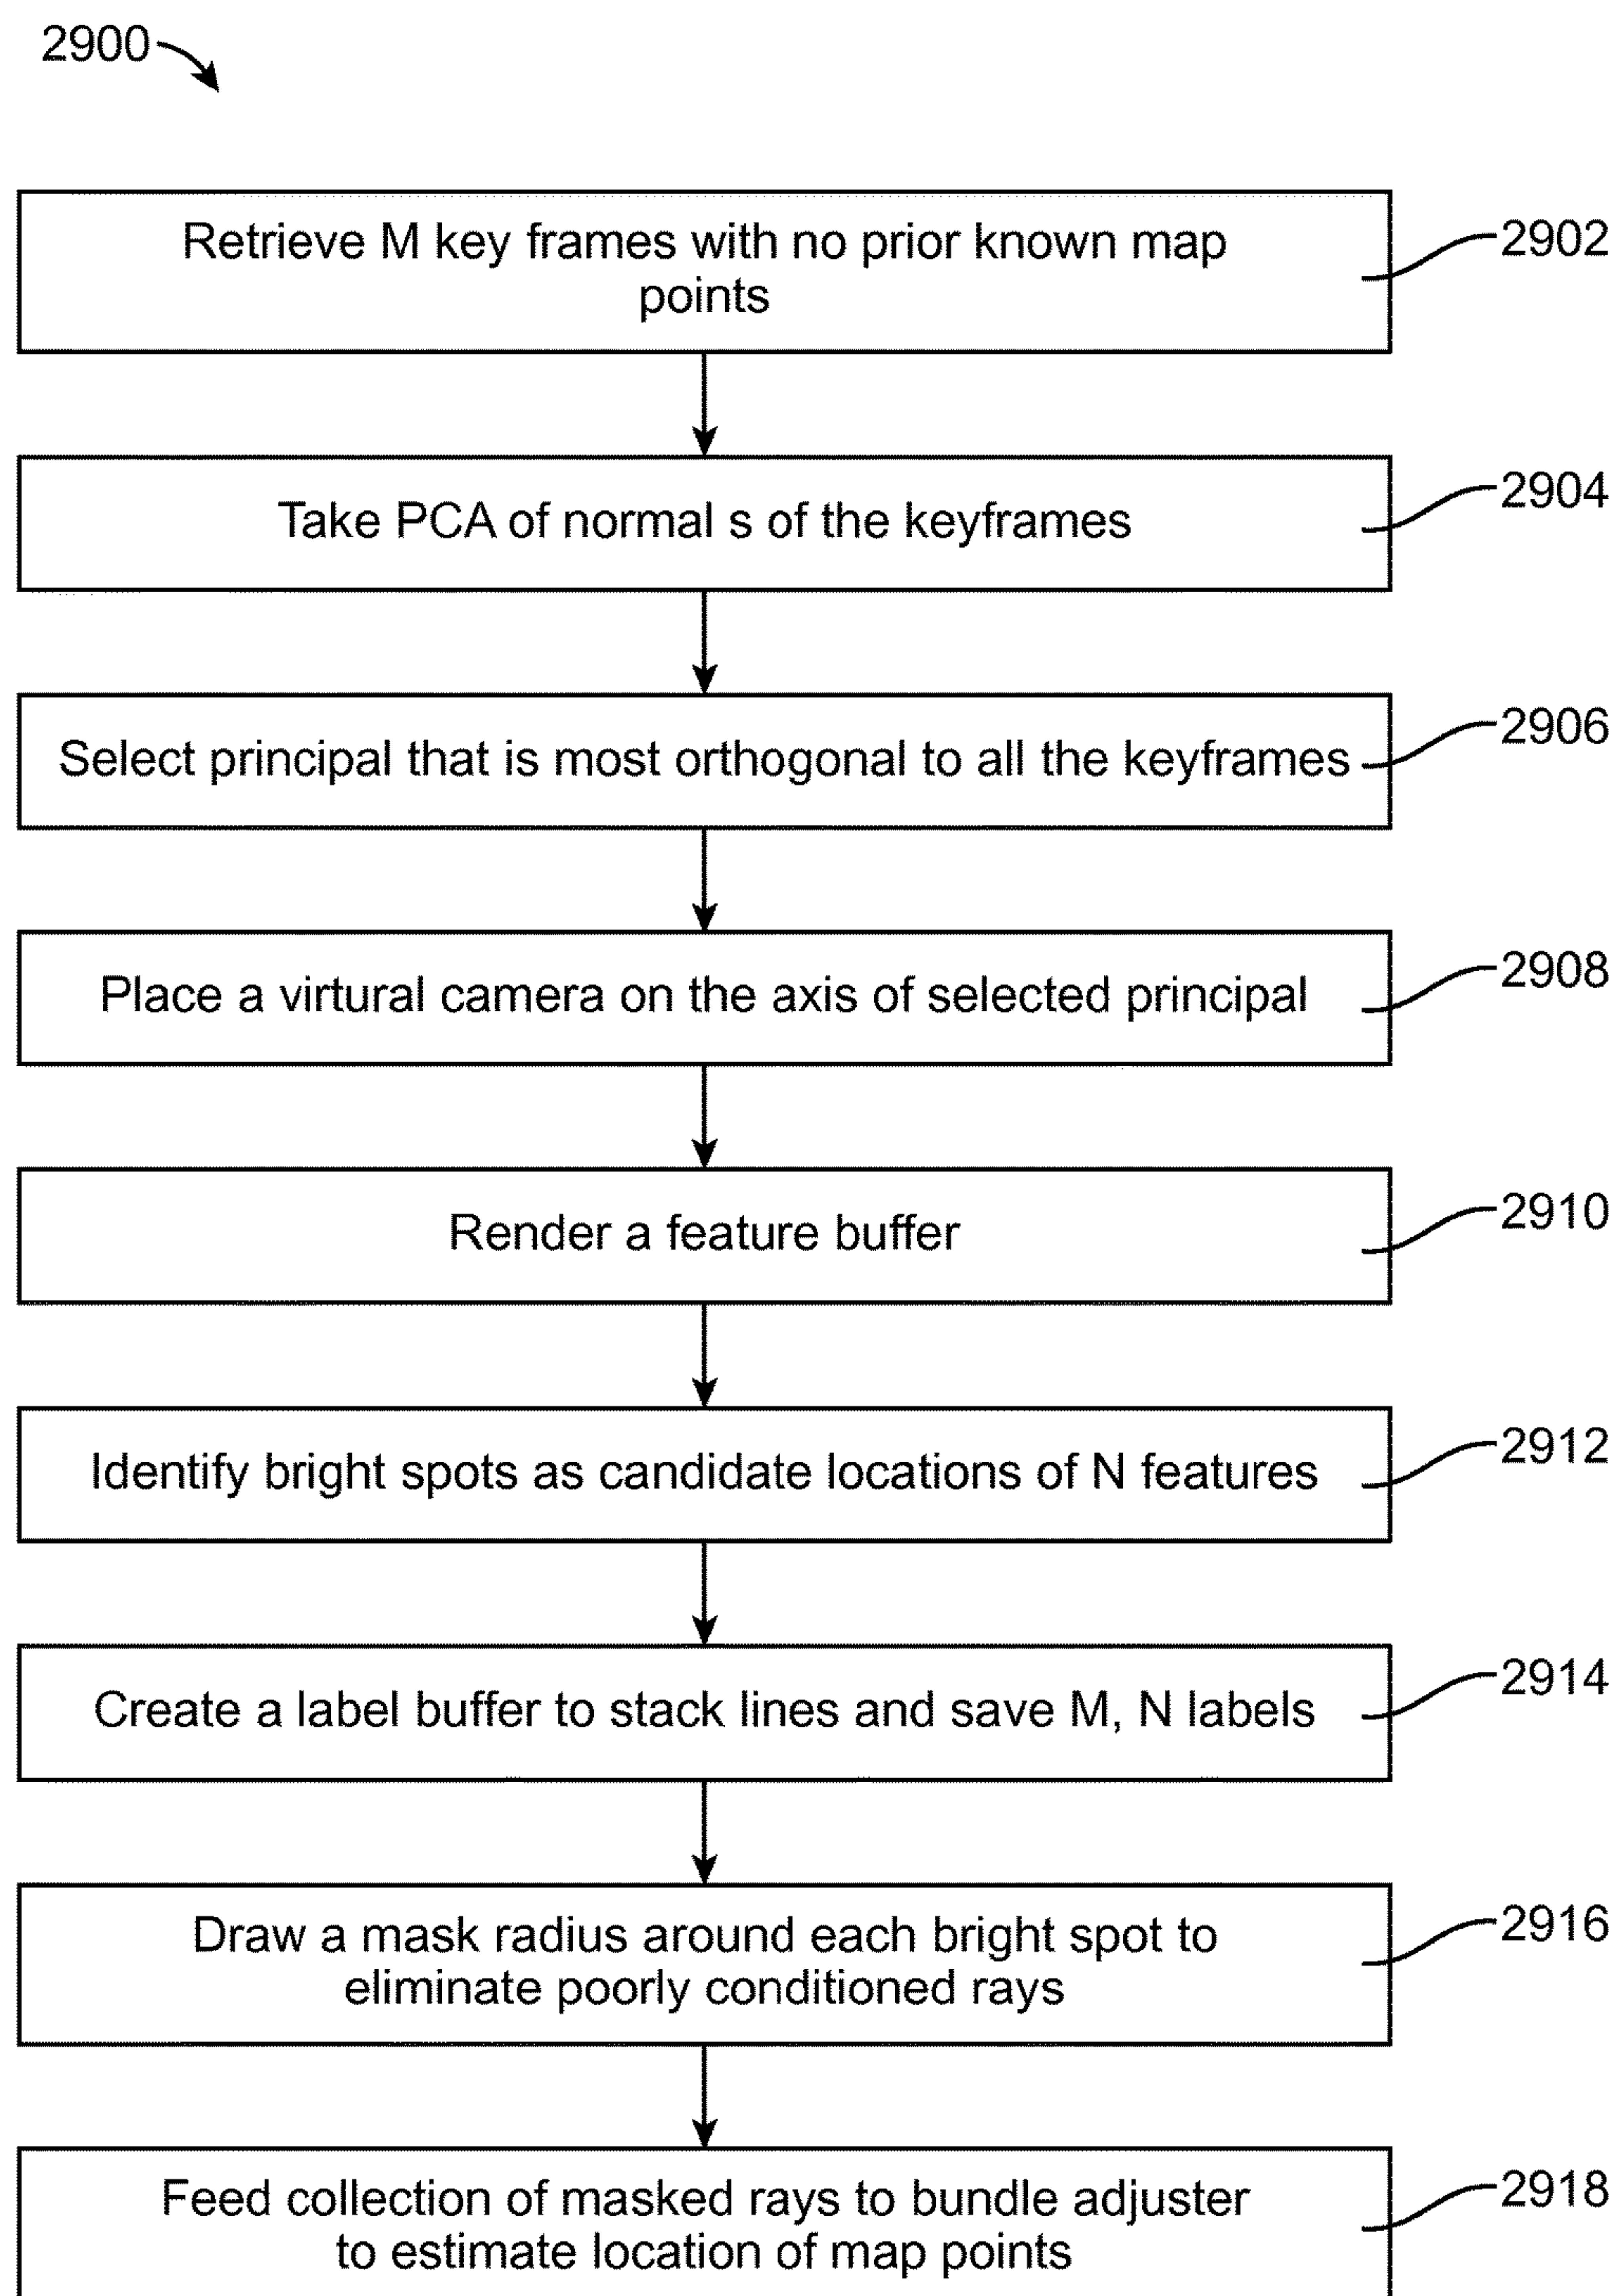 2900
Retrieve M key frames with no prior known map
points
2902
Take PCA of normal s of the keyframes
2904
Select principal that is most orthogonal to all the keyframes
2906
Place a virtural camera on the axis of selected principal
2908
Render a feature buffer
2910
Identify bright spots as candidate locations of N features
2912
Create a label buffer to stack lines and save M, N labels
2914
Draw a mask radius around each bright spot to
eliminate poorly conditioned rays
2916
Feed collection of masked rays to bundle adjuster
to estimate location of map points
2918